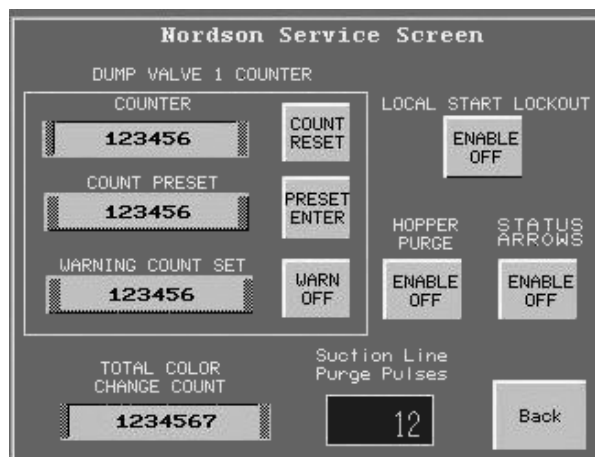 Nordson Service Screen
DUMP VALVE 1 COUNTER
COUNTER
123456
COUNT
RESET
COUNT PRESET
123456
PRESET
ENTER
WARNING COUNT SET
123456
WARN
OFF
LOCAL START LOCKOUT
ENABLE
OFF
HOPPER
PURGE
ENABLE
OFF
STATUS
ARROWS
ENABLE
OFF
TOTAL COLOR
CHANGE COUNT
1234567
Suction Line
Purge Pulses
12
Back